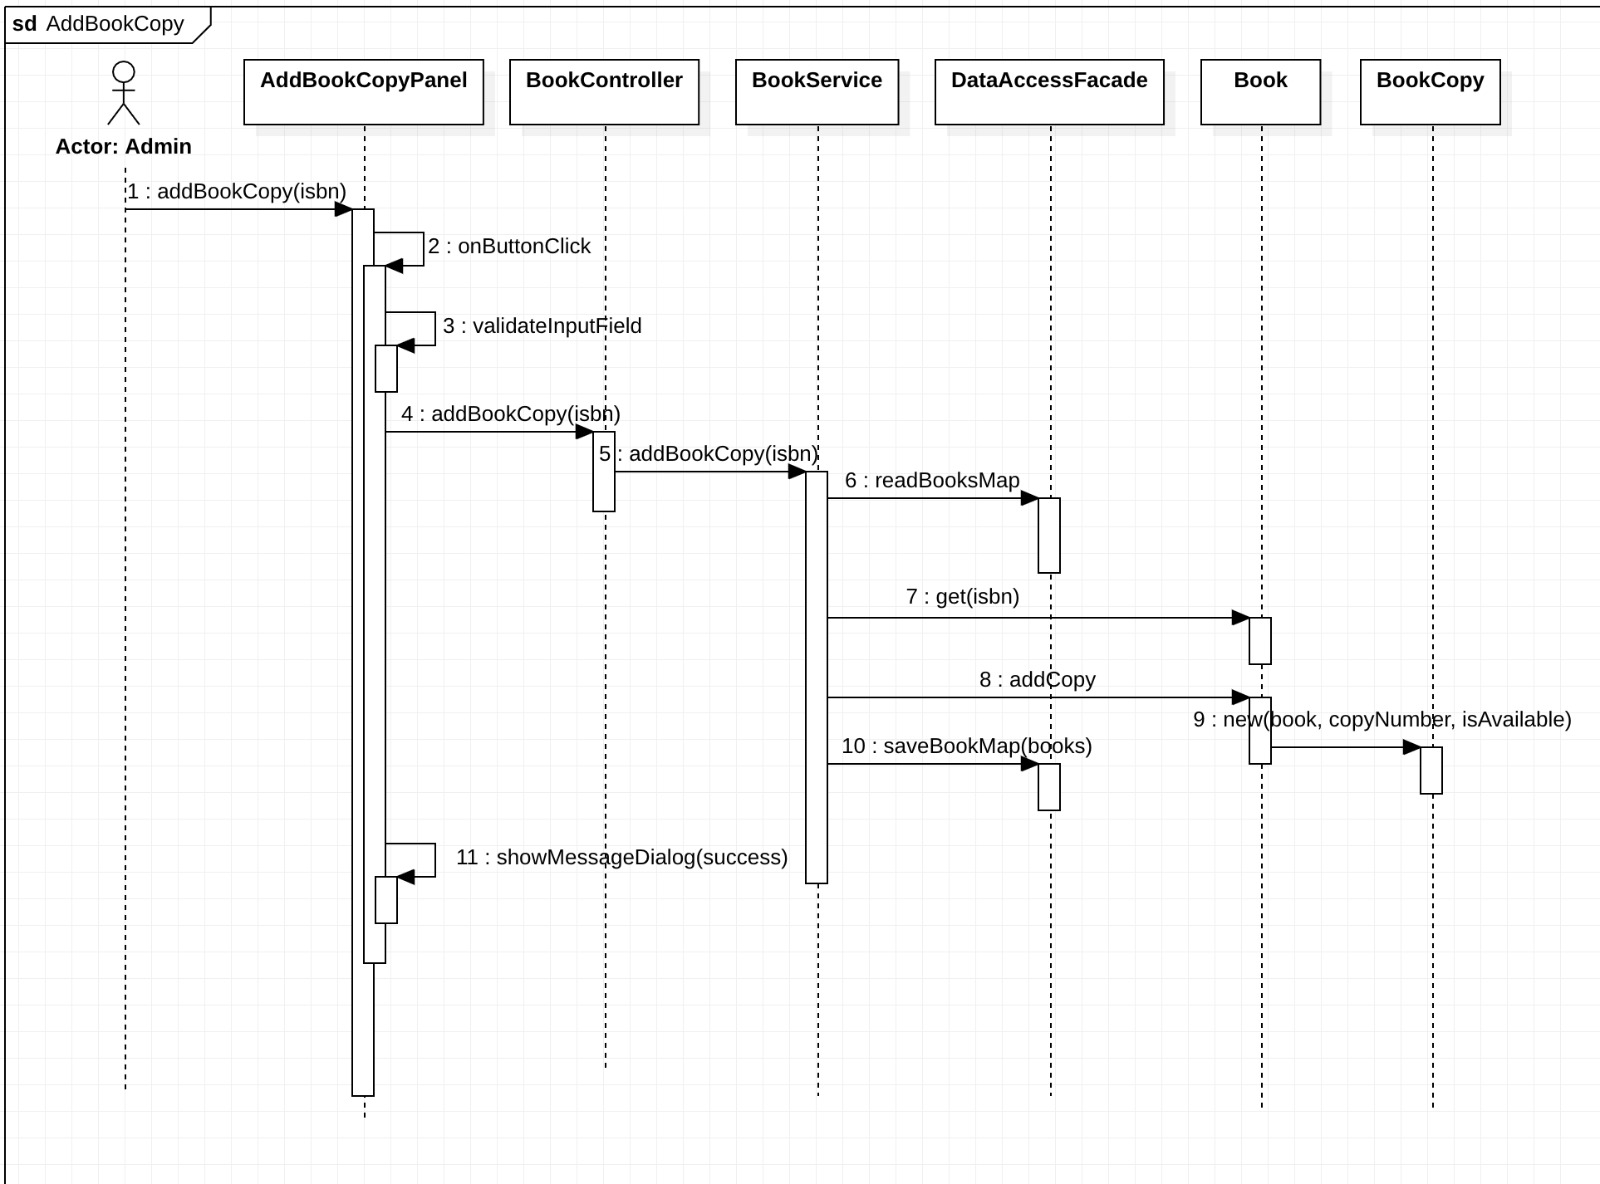 sd AddBookCopy
Actor: Admin
AddBookCopyPanel
BookController
BookService
DataAccessFacade
Book
BookCopy
1 : addBookCopy(isbn)
2 : onButtonClick
3 : validateInputField
4 : addBookCopy(isbn)
5 : addBookCopy(isbn)
6 : readBooksMap
7 : get(isbn)
8 : addCopy
9 : new(book, copyNumber, isAvailable)
10 : saveBookMap(books)
11 : showMessageDialog(success)